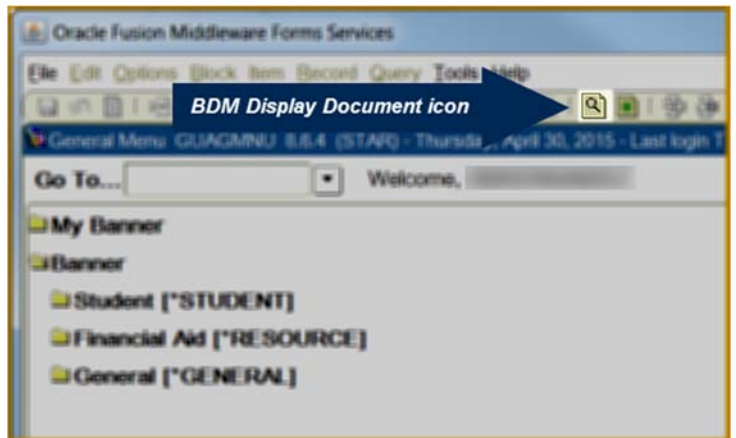 Oracle Fusion Middleware Forms Services
File Edit Options Block Item Record Query Tools Help
BDM Display Document icon
General Menu GUAGMNU 8.6.4 (STAR) - Thursday, April 30, 2015 - Last login T
Go To... Welcome,
My Banner
Banner
Student [*STUDENT]
Financial Aid [*RESOURCE]
General [*GENERAL]